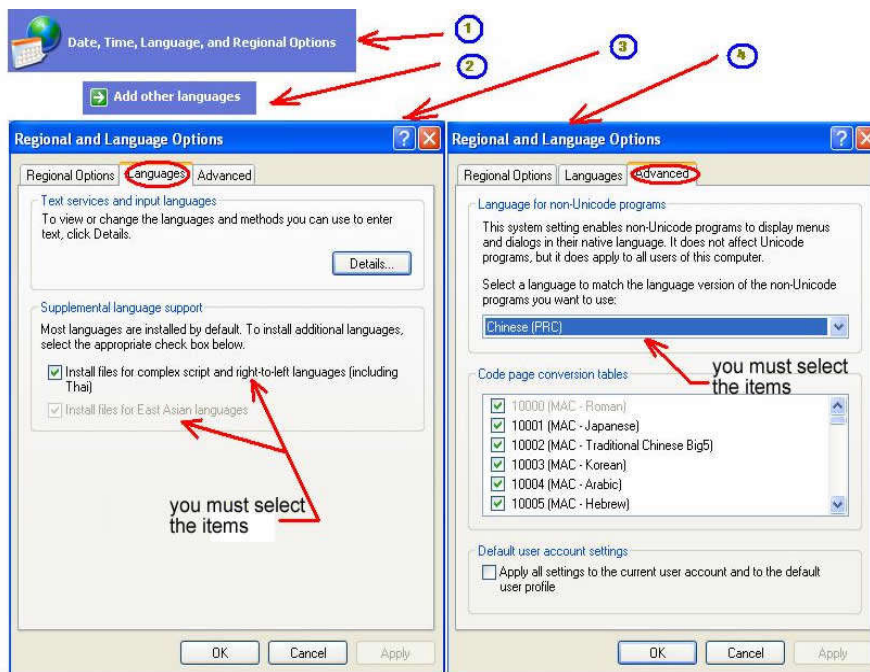 Date, Time, Language, and Regional Options
1
2
3
4
Add other languages
Regional and Language Options
Regional Options
Languages
Advanced
Text services and input languages
To view or change the languages and methods you can use to enter
text, click Details.
Details...
Supplemental language support
Most languages are installed by default. To install additional languages,
select the appropriate check box below.
Install files for complex script and right-to-left languages (including
Thai)
Install files for East Asian languages
you must select
the items
OK
Cancel
Apply
Regional and Language Options
Regional Options
Languages
Advanced
Language for non-Unicode programs
This system setting enables non-Unicode programs to display menus
and dialogs in their native language. It does not affect Unicode
programs, but it does apply to all users of this computer.
Select a language to match the language version of the non-Unicode
programs you want to use:
Chinese (PRC)
you must select
the items
Code page conversion tables
10000 (MAC - Roman)
10001 (MAC - Japanese)
10002 (MAC - Traditional Chinese Big5)
10003 (MAC - Korean)
10004 (MAC - Arabic)
10005 (MAC - Hebrew)
Default user account settings
Apply all settings to the current user account and to the default
user profile
OK
Cancel
Apply